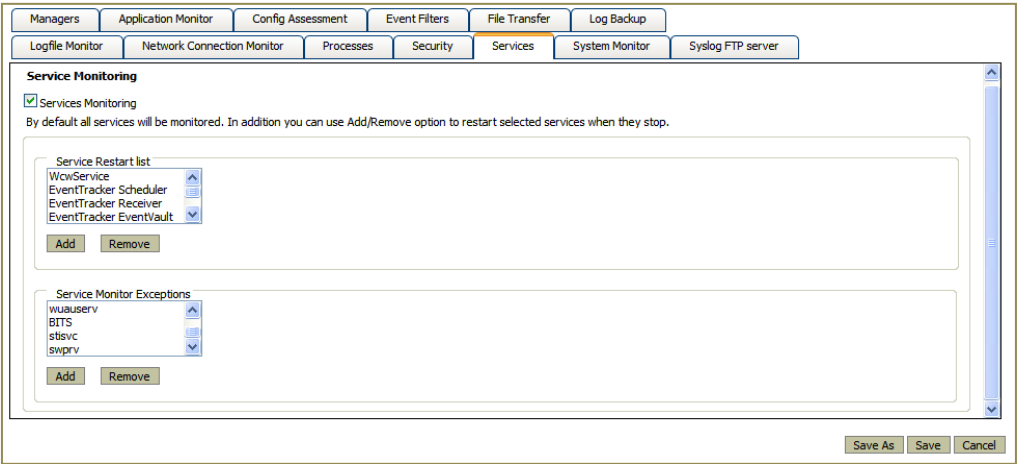 Managers Application Monitor Config Assessment Event Filters File Transfer Log Backup
Logfile Monitor Network Connection Monitor Processes Security Services System Monitor Syslog FTP server
Service Monitoring
Services Monitoring
By default all services will be monitored. In addition you can use Add/Remove option to restart selected services when they stop.
Service Restart list
WcwService
EventTracker Scheduler
EventTracker Receiver
EventTracker EventVault
Add Remove
Service Monitor Exceptions
wuauserv
BITS
stisvc
swprv
Add Remove
Save As Save Cancel